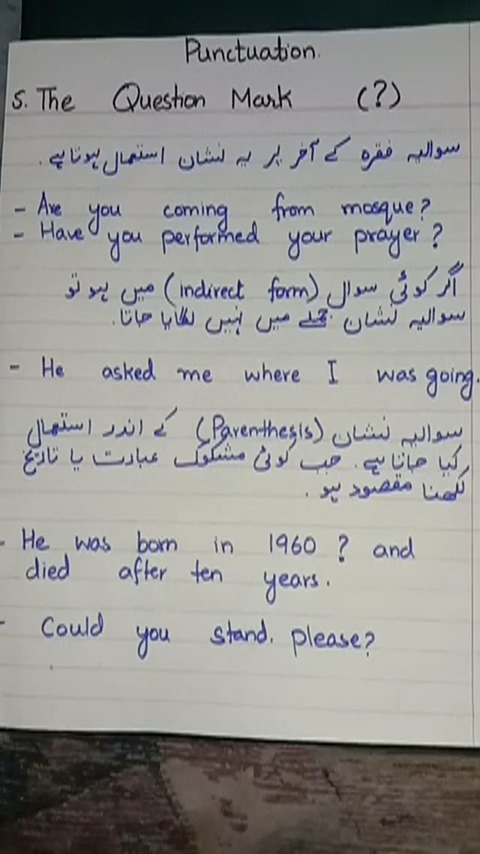 Punctuation.
5. The Question Mark (?)
سوالیہ فقرہ کے آخر پر یہ نشان استعمال ہوتا ہے.
- Are you coming from mosque?
- Have you performed your prayer?
اگر کوئی سوال (indirect form) میں ہو تو
سوالیہ نشان جملے میں نہیں لگایا جاتا.
- He asked me where I was going.
سوالیہ نشان (Parenthesis) کے اندر استعمال
کیا جاتا ہے. جب کوئی مشکوک عبارت یا تاریخ
لکھنا مقصود ہو.
- He was born in 1960 ? and
died after ten years.
- Could you stand. please?